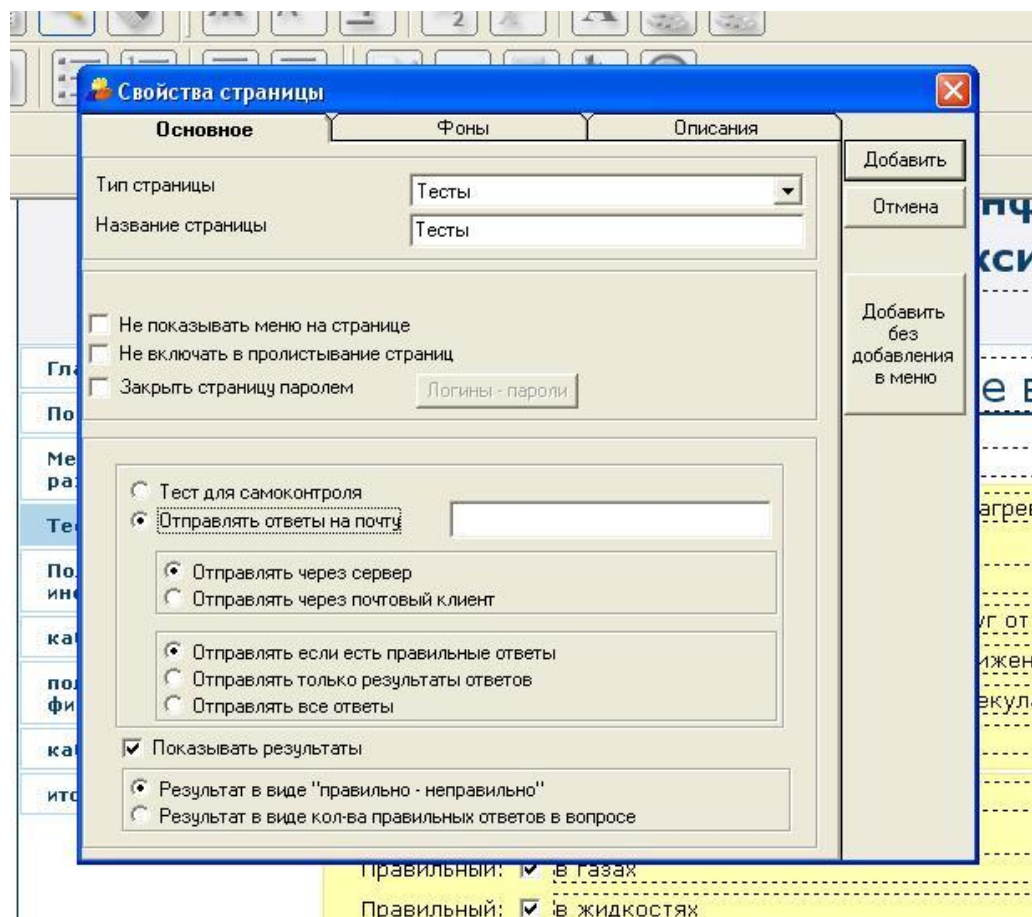 Свойства страницы
Основное
Фоны
Описания
Добавить
Тип страницы
Тесты
Отмена
Название страницы
Тесты
Добавить
без
добавления
в меню
Не показывать меню на странице
Не включать в пролистывание страниц
Закрыть страницу паролем
Логины - пароли
Тест для самоконтроля
Отправлять ответы на почту
Отправлять через сервер
Отправлять через почтовый клиент
Отправлять если есть правильные ответы
Отправлять только результаты ответов
Отправлять все ответы
Показывать результаты
Результат в виде "правильно - неправильно"
Результат в виде кол-ва правильных ответов в вопросе
Правильный: в газах
Правильный: в жидкостях